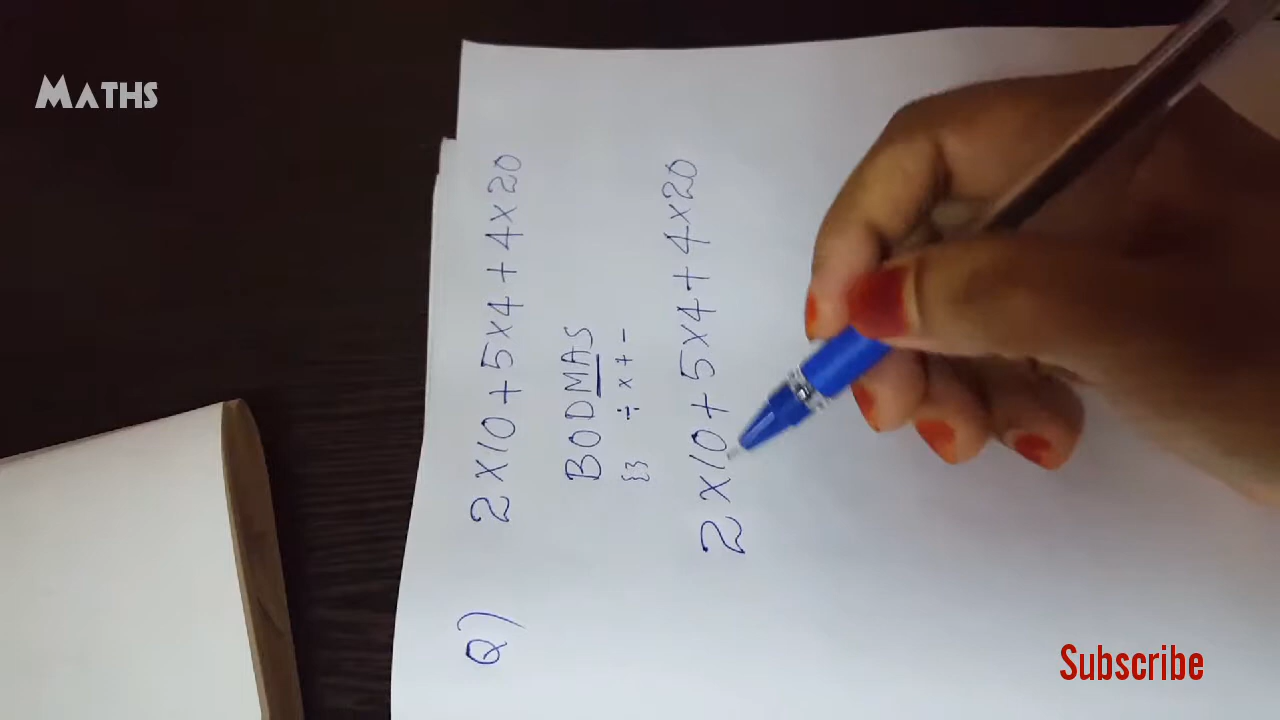 MATHS
Q) 2×10+5×4+4×20
BODMAS
{} ÷ × + −
2×10+5×4+4×20
Subscribe